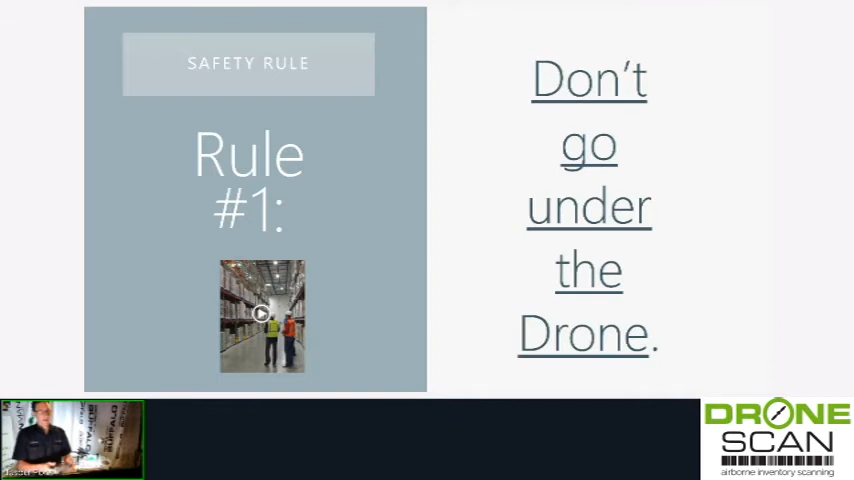 SAFETY RULE
Rule
#1:
Don't
go
under
the
Drone.
DRONE
SCAN
airborne inventory scanning